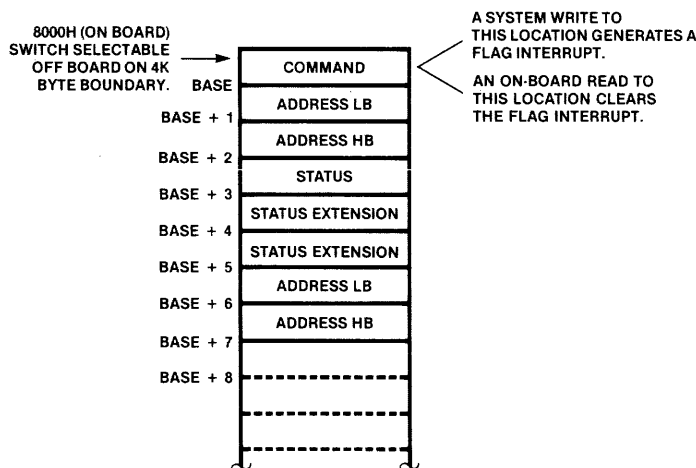 8000H (ON BOARD)
SWITCH SELECTABLE
OFF BOARD ON 4K
BYTE BOUNDARY.
A SYSTEM WRITE TO
THIS LOCATION GENERATES A
FLAG INTERRUPT.
AN ON-BOARD READ TO
THIS LOCATION CLEARS
THE FLAG INTERRUPT.
COMMAND
BASE
ADDRESS LB
BASE + 1
ADDRESS HB
BASE + 2
STATUS
BASE + 3
STATUS EXTENSION
BASE + 4
STATUS EXTENSION
BASE + 5
ADDRESS LB
BASE + 6
ADDRESS HB
BASE + 7
BASE + 8